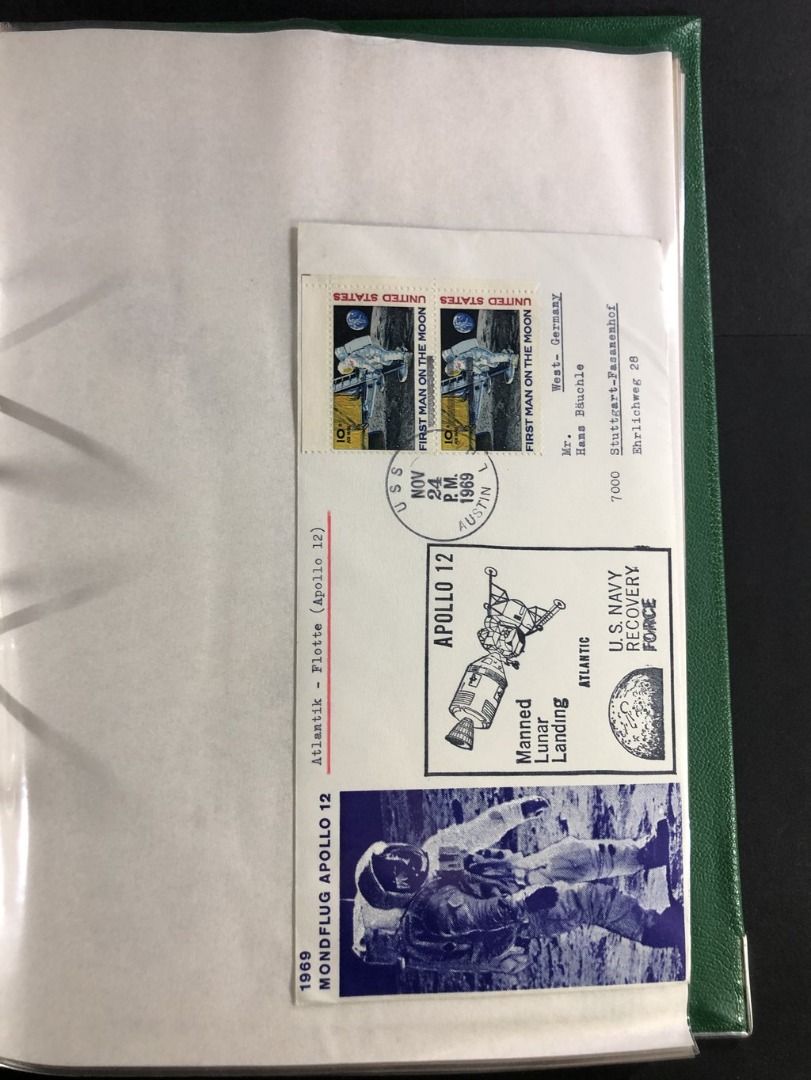 1969
MONDFLUG APOLLO 12
Atlantik - Flotte (Apollo 12)
APOLLO 12
Manned
Lunar
Landing
ATLANTIC
U.S. NAVY
RECOVERY
FORCE
USS
NOV
24
P.M.
1969
AUSTIN L
10¢
UNITED STATES
FIRST MAN ON THE MOON
10¢
UNITED STATES
FIRST MAN ON THE MOON
West- Germany
Mr.
Hans Bäuchle
7000 Stuttgart-Fasanenhof
Ehrlichweg 28